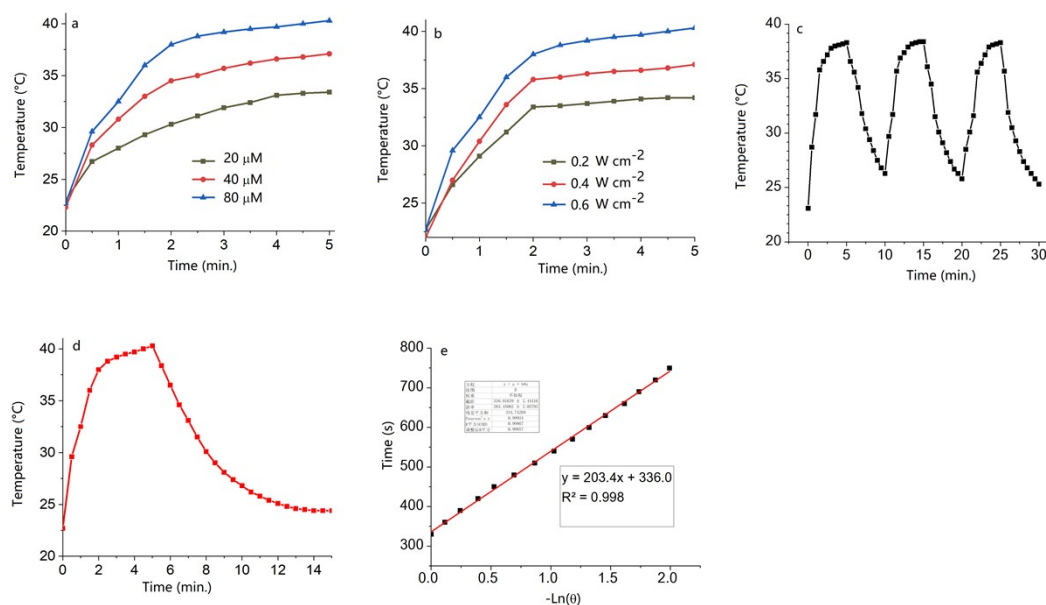 a
Temperature (°C)
40
35
30
25
20 μM
40 μM
80 μM
0 1 2 3 4 5
Time (min.)
b
Temperature (°C)
40
35
30
25
0.2 W cm-2
0.4 W cm-2
0.6 W cm-2
0 1 2 3 4 5
Time (min.)
c
Temperature (°C)
40
35
30
25
20
0 5 10 15 20 25 30
Time (min.)
d
Temperature (°C)
40
35
30
25
20
0 2 4 6 8 10 12 14
Time (min.)
e
Time (s)
800
700
600
500
400
300
y = 203.4x + 336.0
R² = 0.998
0.0 0.5 1.0 1.5 2.0
-Ln(θ)